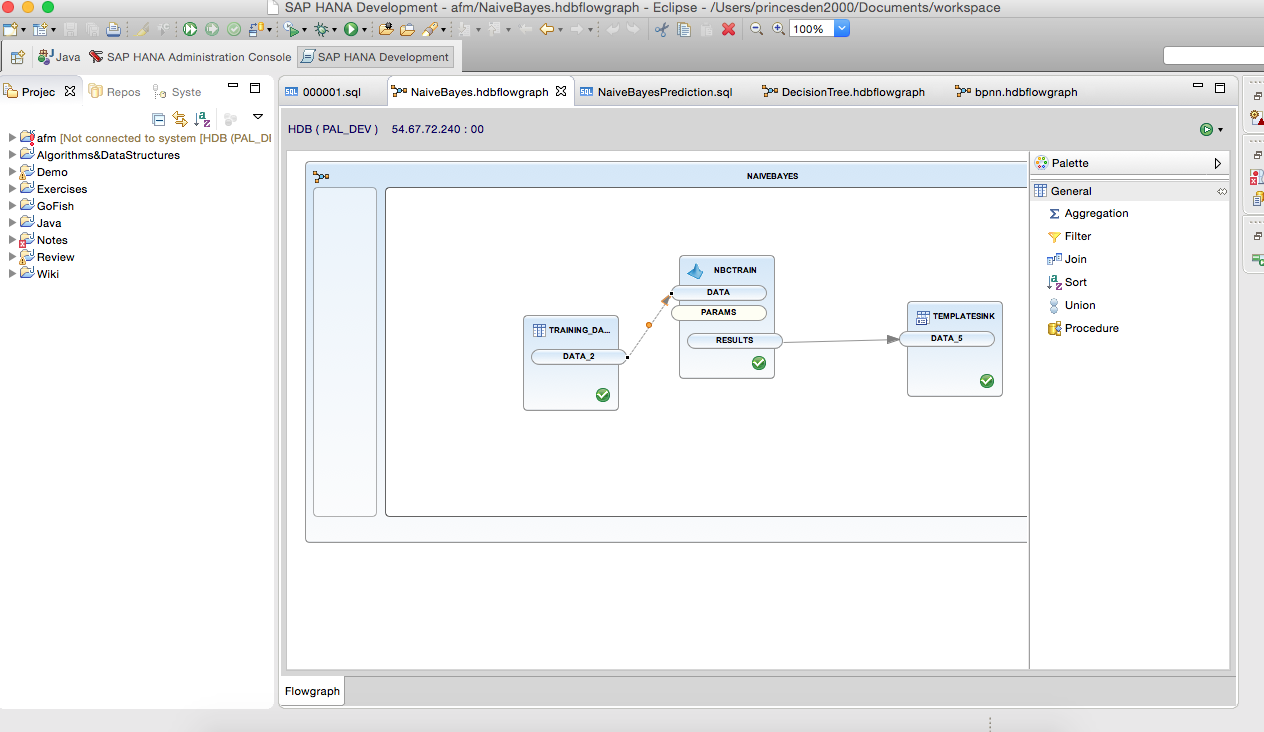 SAP HANA Development - afm/NaiveBayes.hdbflowgraph - Eclipse - /Users/princesden2000/Documents/workspace
100%
Java
SAP HANA Administration Console
SAP HANA Development
Projec
Repos
Syste
000001.sql
NaiveBayes.hdbflowgraph
NaiveBayesPrediction.sql
DecisionTree.hdbflowgraph
bpnn.hdbflowgraph
afm [Not connected to system [HDB (PAL_DI
Algorithms&DataStructures
Demo
Exercises
GoFish
Java
Notes
Review
Wiki
HDB ( PAL_DEV ) 54.67.72.240 : 00
NAIVEBAYES
TRAINING_DA...
DATA_2
NBCTRAIN
DATA
PARAMS
RESULTS
TEMPLATESINK
DATA_5
Palette
General
Aggregation
Filter
Join
Sort
Union
Procedure
Flowgraph